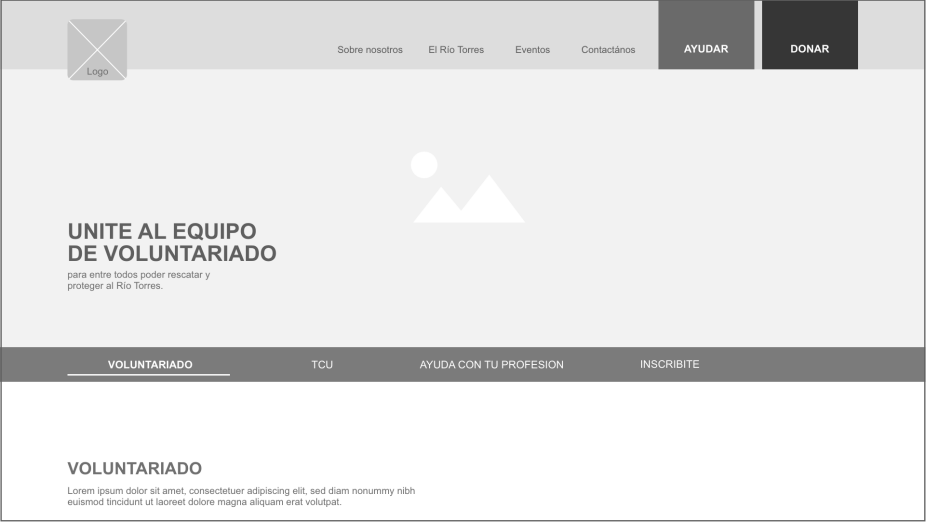 Logo
Sobre nosotros
El Río Torres
Eventos
Contactános
AYUDAR
DONAR
UNITE AL EQUIPO
DE VOLUNTARIADO
para entre todos poder rescatar y
proteger al Río Torres.
VOLUNTARIADO
TCU
AYUDA CON TU PROFESION
INSCRIBITE
VOLUNTARIADO
Lorem ipsum dolor sit amet, consectetuer adipiscing elit, sed diam nonummy nibh
euismod tincidunt ut laoreet dolore magna aliquam erat volutpat.